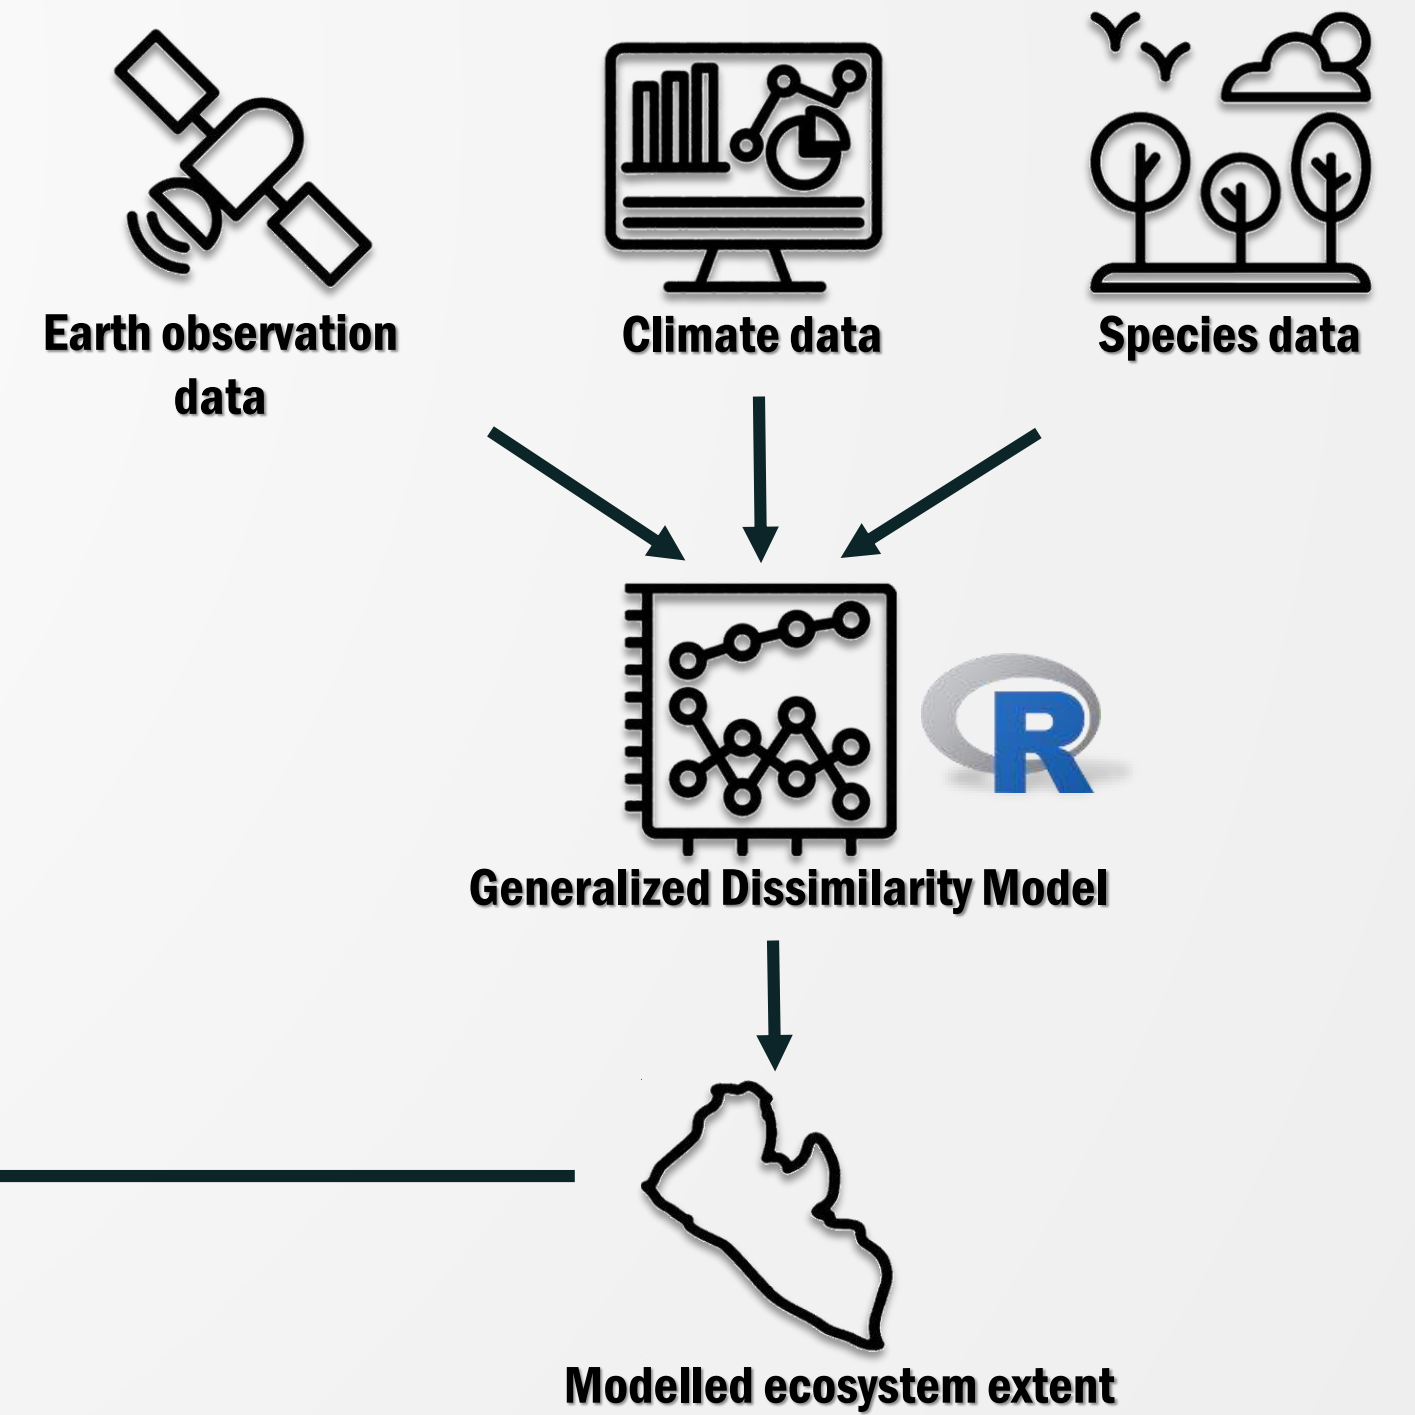 Earth observation
data
Climate data
Species data
R
Generalized Dissimilarity Model
Modelled ecosystem extent